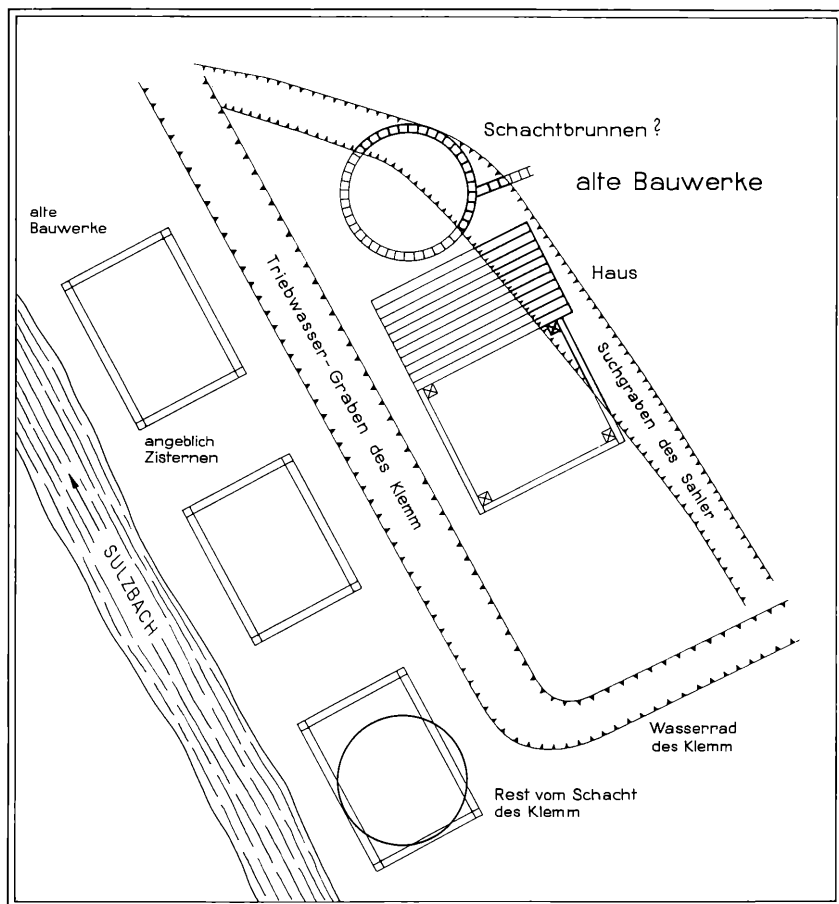 Schachtbrunnen?
alte Bauwerke
alte
Bauwerke
Haus
Triebwasser-Graben des Klemm
Suchgraben des Sahler
angeblich
Zisternen
SULZBACH
Wasserrad
des Klemm
Rest vom Schacht
des Klemm